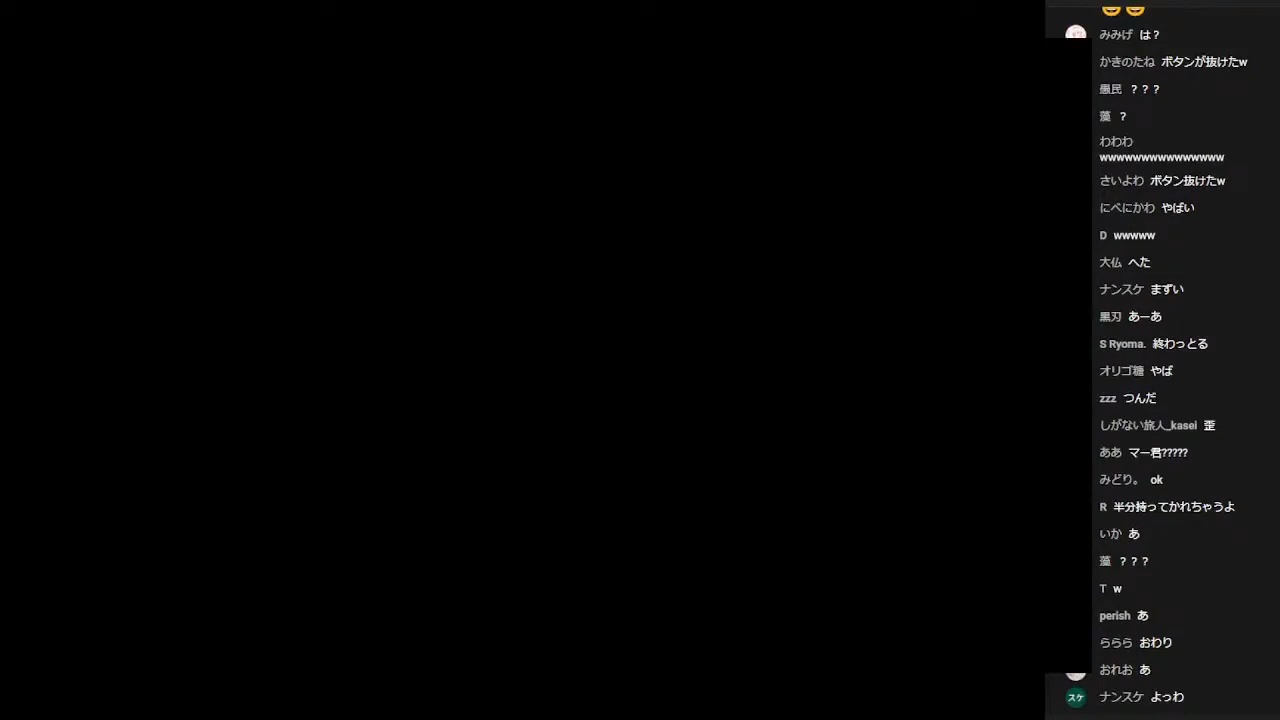 みみげ は？
かきのたね ボタンが抜けたw
愚民 ？？？
藻 ？
わわわ
wwwwwwwwwwwwwww
さいよわ ボタン抜けたw
にべにかわ やばい
D wwwww
大仏 へた
ナンスケ まずい
黒刃 あーあ
S Ryoma. 終わっとる
オリゴ糖 やば
zzz つんだ
しがない旅人_kasei 歪
ああ マー君?????
みどり。 ok
R 半分持ってかれちゃうよ
いか あ
藻 ？？？
T w
perish あ
ららら おわり
おれお あ
スケ ナンスケ よっわ